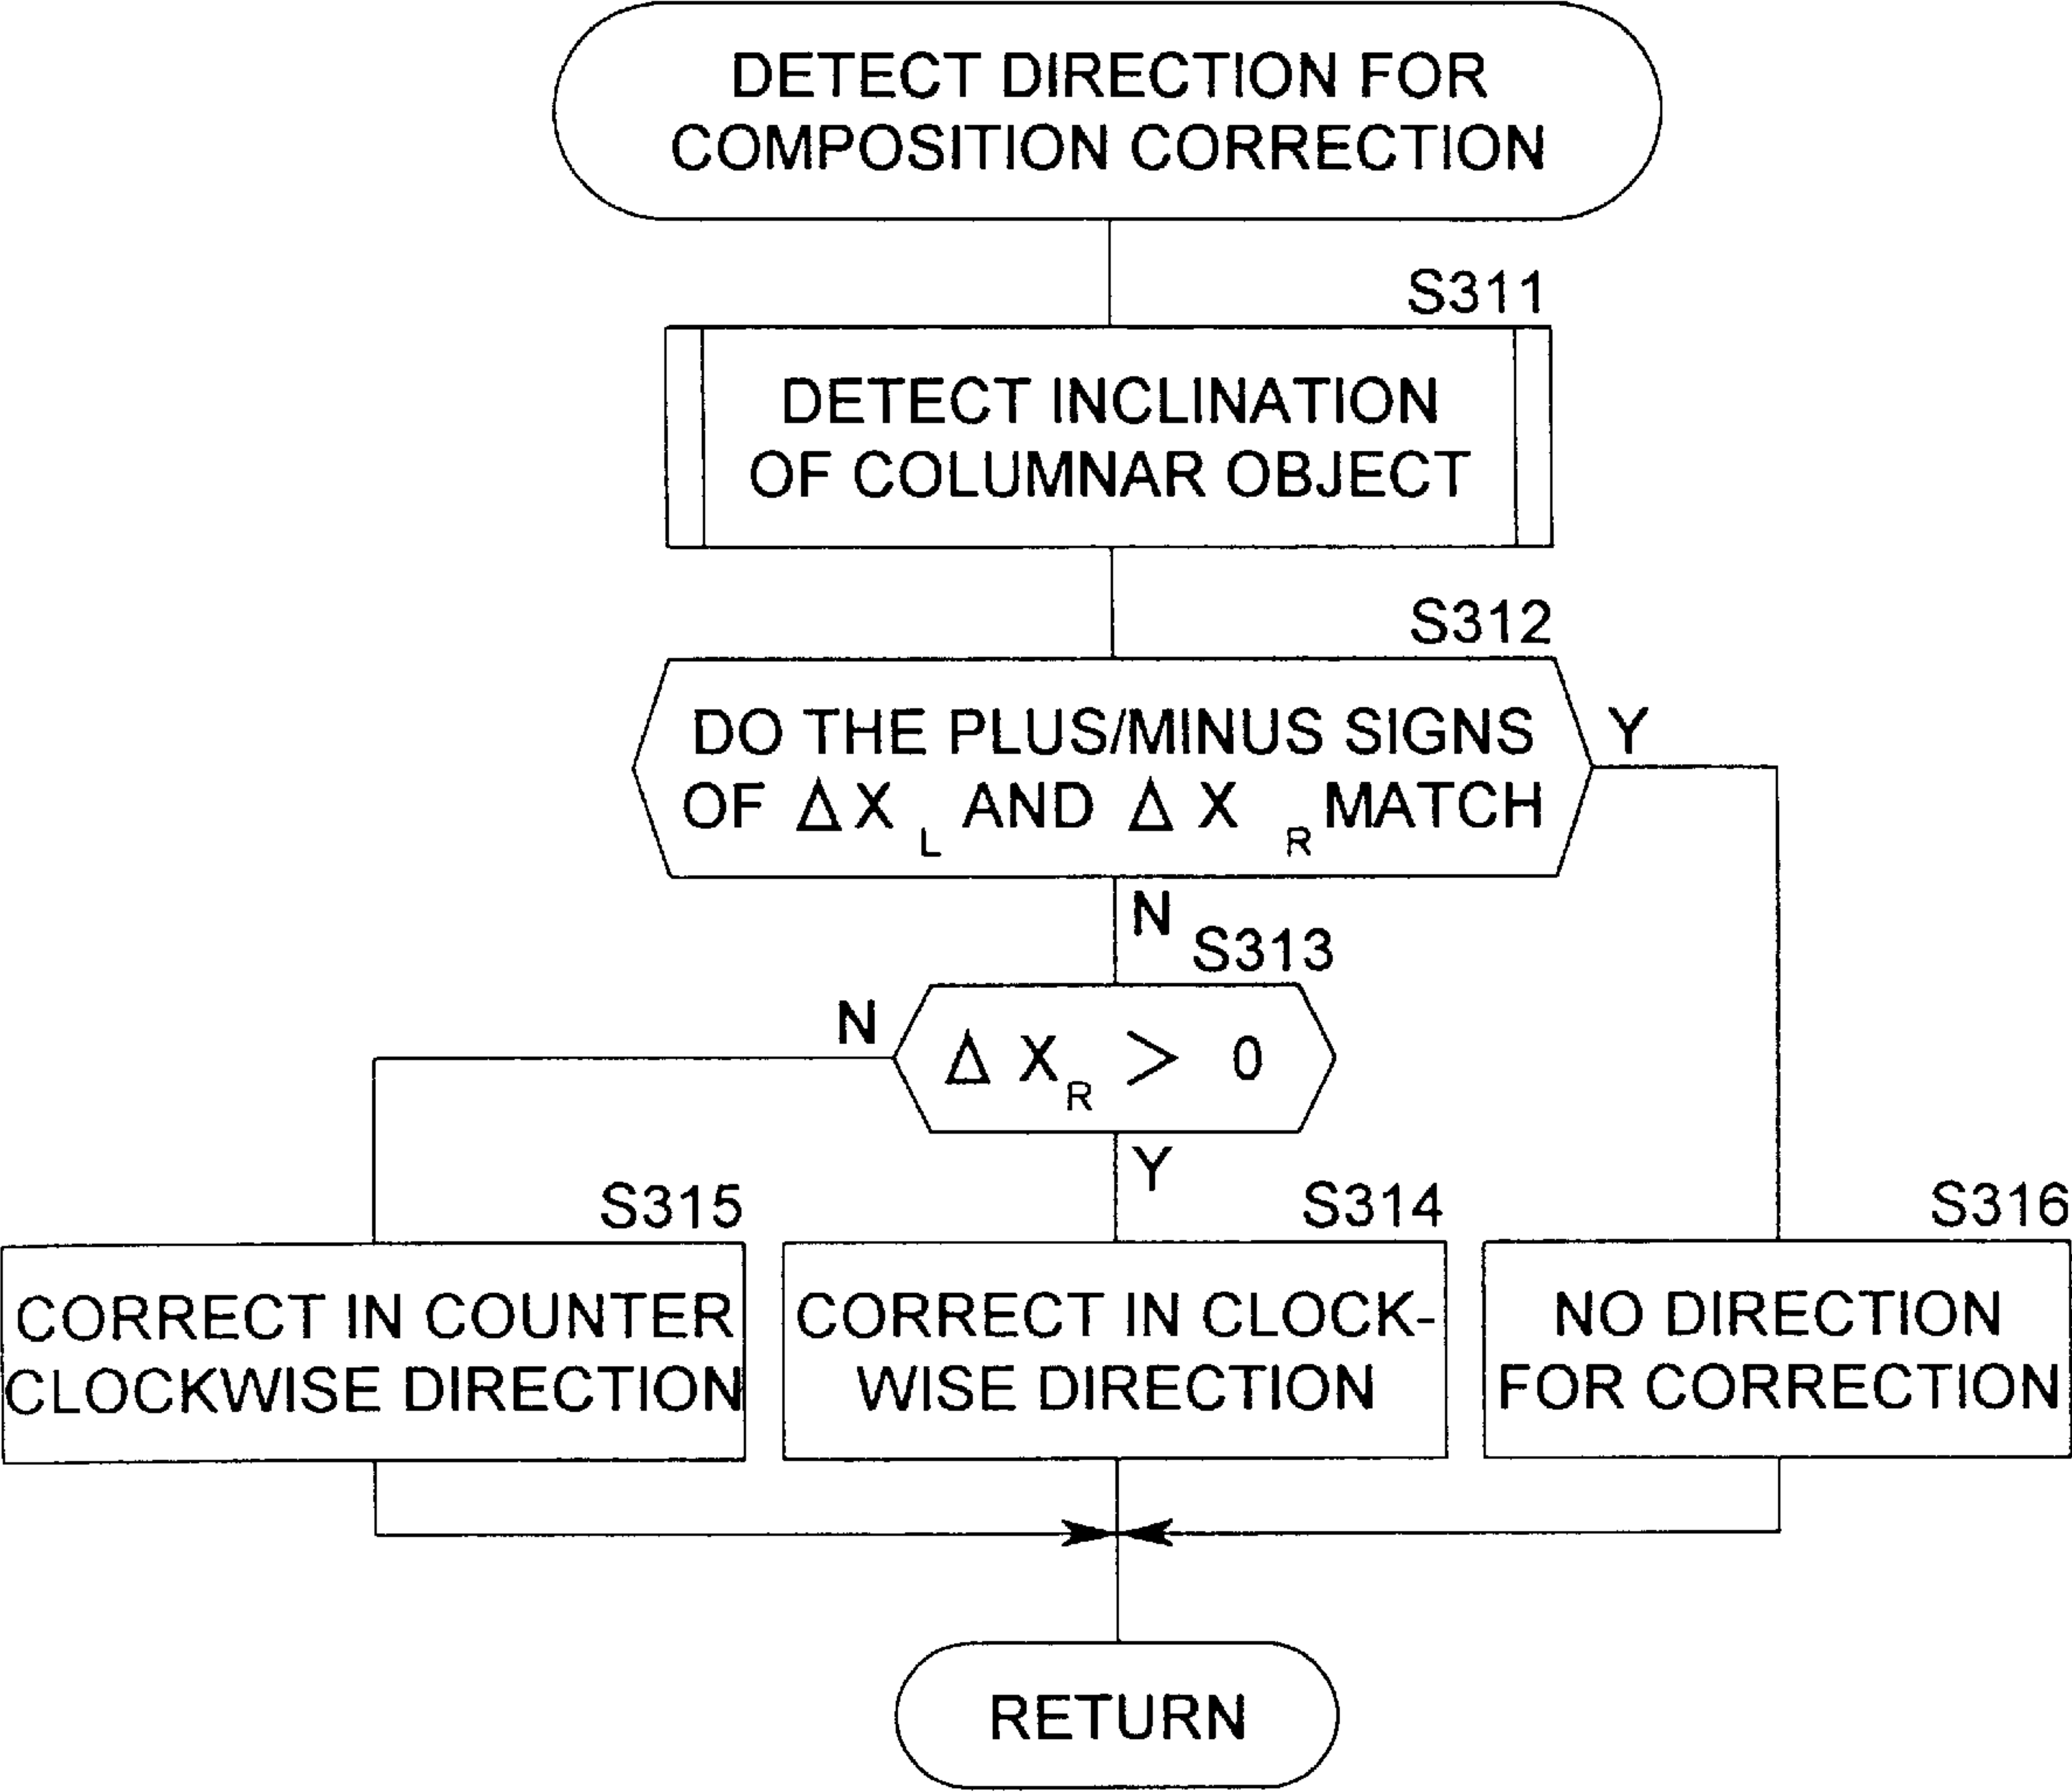 DETECT DIRECTION FOR
COMPOSITION CORRECTION
S311
DETECT INCLINATION
OF COLUMNAR OBJECT
S312
DO THE PLUS/MINUS SIGNS
OF ΔX L AND ΔX R MATCH
Y
N
S313
N
ΔX R > 0
Y
S315
S314
S316
CORRECT IN COUNTER
CLOCKWISE DIRECTION
CORRECT IN CLOCK-
WISE DIRECTION
NO DIRECTION
FOR CORRECTION
RETURN